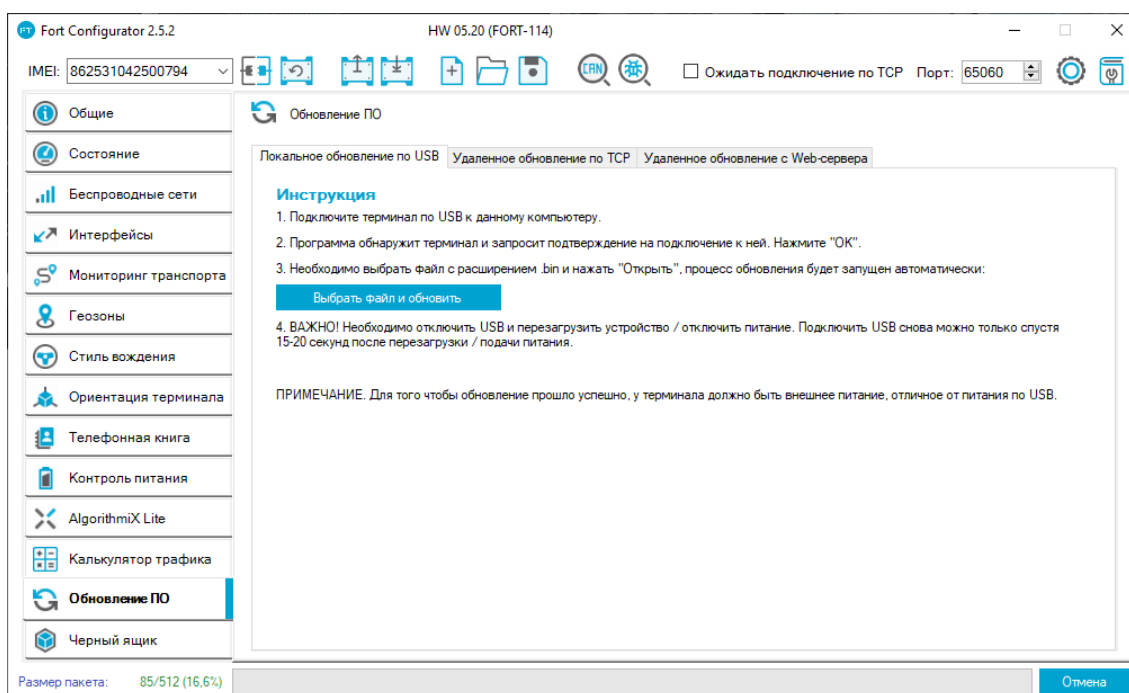 Fort Configurator 2.5.2 HW 05.20 (FORT-114)
IMEI: 862531042500794 CAN Ожидать подключение по TCP Порт: 65060
Общие
Состояние
Беспроводные сети
Интерфейсы
Мониторинг транспорта
Геозоны
Стиль вождения
Ориентация терминала
Телефонная книга
Контроль питания
AlgorithmiX Lite
Калькулятор трафика
Обновление ПО
Черный ящик
Обновление ПО
Локальное обновление по USB Удаленное обновление по TCP Удаленное обновление с Web-сервера
Инструкция
1. Подключите терминал по USB к данному компьютеру.
2. Программа обнаружит терминал и запросит подтверждение на подключение к ней. Нажмите "ОК".
3. Необходимо выбрать файл с расширением .bin и нажать "Открыть", процесс обновления будет запущен автоматически:
Выбрать файл и обновить
4. ВАЖНО! Необходимо отключить USB и перезагрузить устройство / отключить питание. Подключить USB снова можно только спустя
15-20 секунд после перезагрузки / подачи питания.
ПРИМЕЧАНИЕ. Для того чтобы обновление прошло успешно, у терминала должно быть внешнее питание, отличное от питания по USB.
Размер пакета: 85/512 (16,6%) Отмена